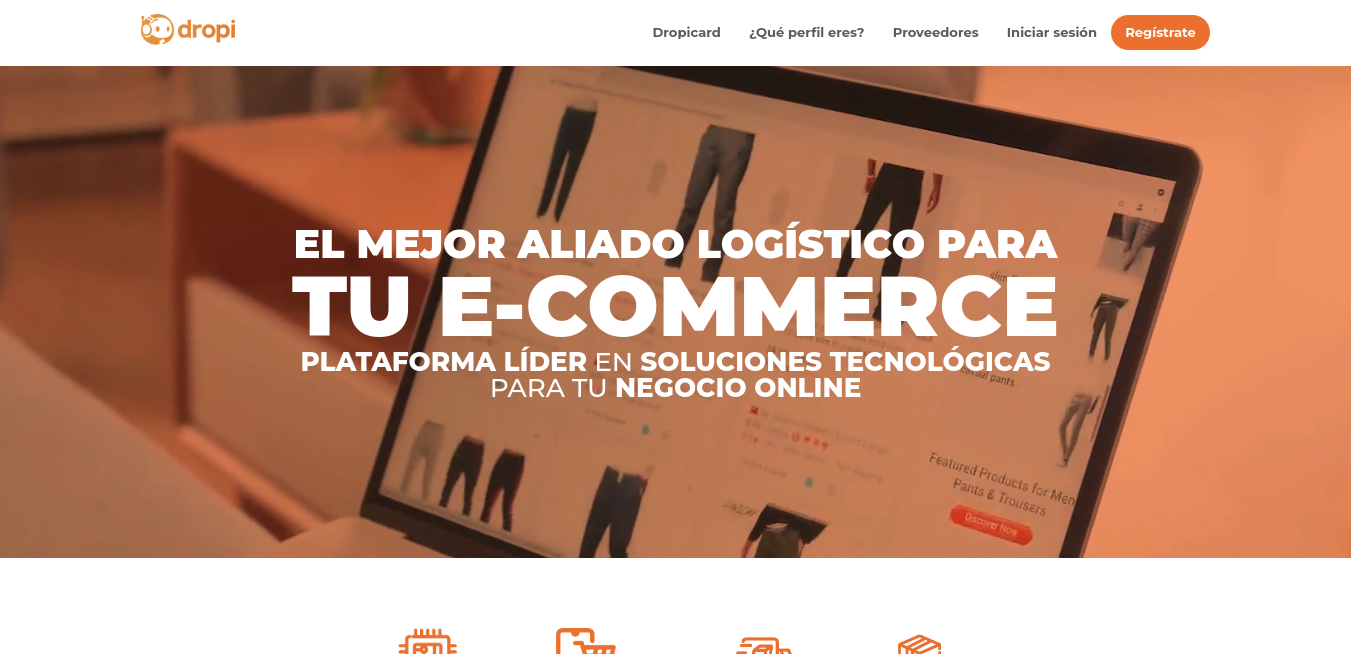 dropi
Dropicard
¿Qué perfil eres?
Proveedores
Iniciar sesión
Regístrate
EL MEJOR ALIADO LOGÍSTICO PARA
TU E-COMMERCE
PLATAFORMA LÍDER EN SOLUCIONES TECNOLÓGICAS
PARA TU NEGOCIO ONLINE
pants
Featured Products for Men
Pants & Trousers
Discover Now